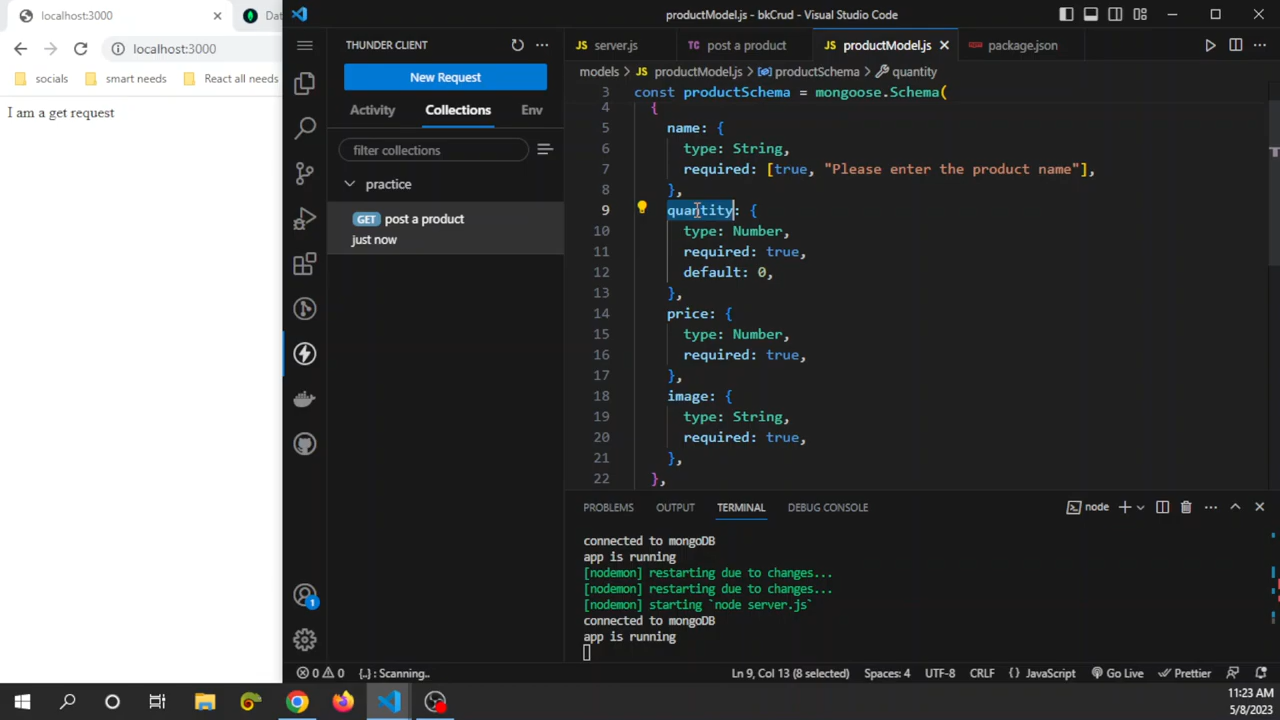 localhost:3000
Dat
productModel.js - bkCrud - Visual Studio Code
localhost:3000
socials
smart needs
React all needs
I am a get request
THUNDER CLIENT
New Request
Activity
Collections
Env
filter collections
practice
GET post a product
just now
server.js
post a product
JS productModel.js
package.json
models > JS productModel.js > productSchema > quantity
3 const productSchema = mongoose.Schema(
4 {
5 name: {
6 type: String,
7 required: [true, "Please enter the product name"],
8 },
9 quantity: {
10 type: Number,
11 required: true,
12 default: 0,
13 },
14 price: {
15 type: Number,
16 required: true,
17 },
18 image: {
19 type: String,
20 required: true,
21 },
22 },
PROBLEMS
OUTPUT
TERMINAL
DEBUG CONSOLE
node
connected to mongoDB
app is running
[nodemon] restarting due to changes...
[nodemon] restarting due to changes...
[nodemon] starting `node server.js`
connected to mongoDB
app is running
1
0 0
{..} : Scanning..
Ln 9, Col 13 (8 selected)
Spaces: 4
UTF-8
CRLF
{} JavaScript
Go Live
Prettier
11:23 AM
5/8/2023